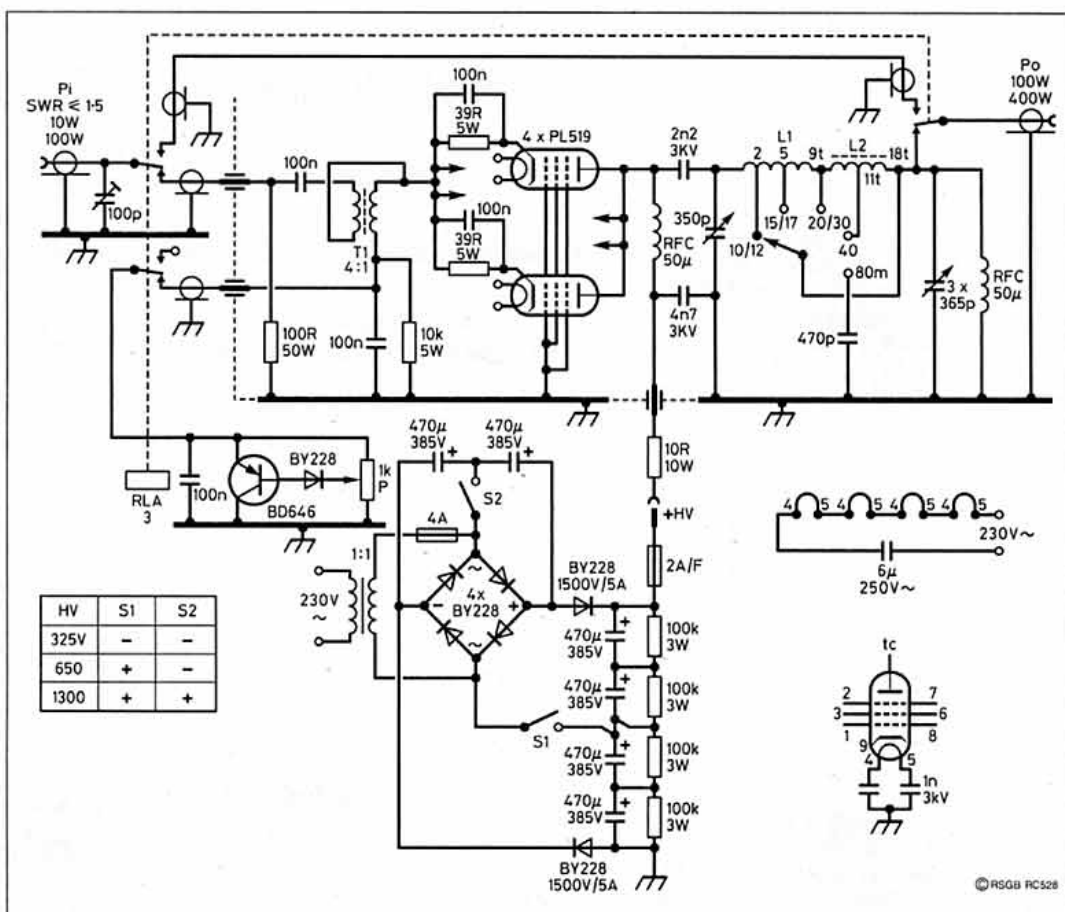 Pi
SWR ≤ 1·5
10W
100W
100p
100n
T1
4:1
100R
50W
100n
10k
5W
100n
39R
5W
100n
39R
5W
4 x PL519
2n2
3KV
350p
RFC
50μ
4n7
3KV
L1
2 5 9t
L2
18t
11t
15/17
20/30
10/12
40
80m
470p
3 x
365p
RFC
50μ
Po
100W
400W
RLA
3
100n
BD646
BY228
1k
P
470μ
385V
+
470μ
385V
+
S2
4A
1:1
230V
~
4x
BY228
~
- +
~
BY228
1500V/5A
10R
10W
+HV
2A/F
470μ
385V
+
100k
3W
470μ
385V
100k
3W
S1
470μ
385V
+
100k
3W
470μ
385V
100k
3W
BY228
1500V/5A
HV S1 S2
325V - -
650 + -
1300 + +
4 5 4 5 4 5 4 5
230V~
6μ
250V~
tc
2 7
3 6
1 8
9
4 5
1n
3kV
©RSGB RC528